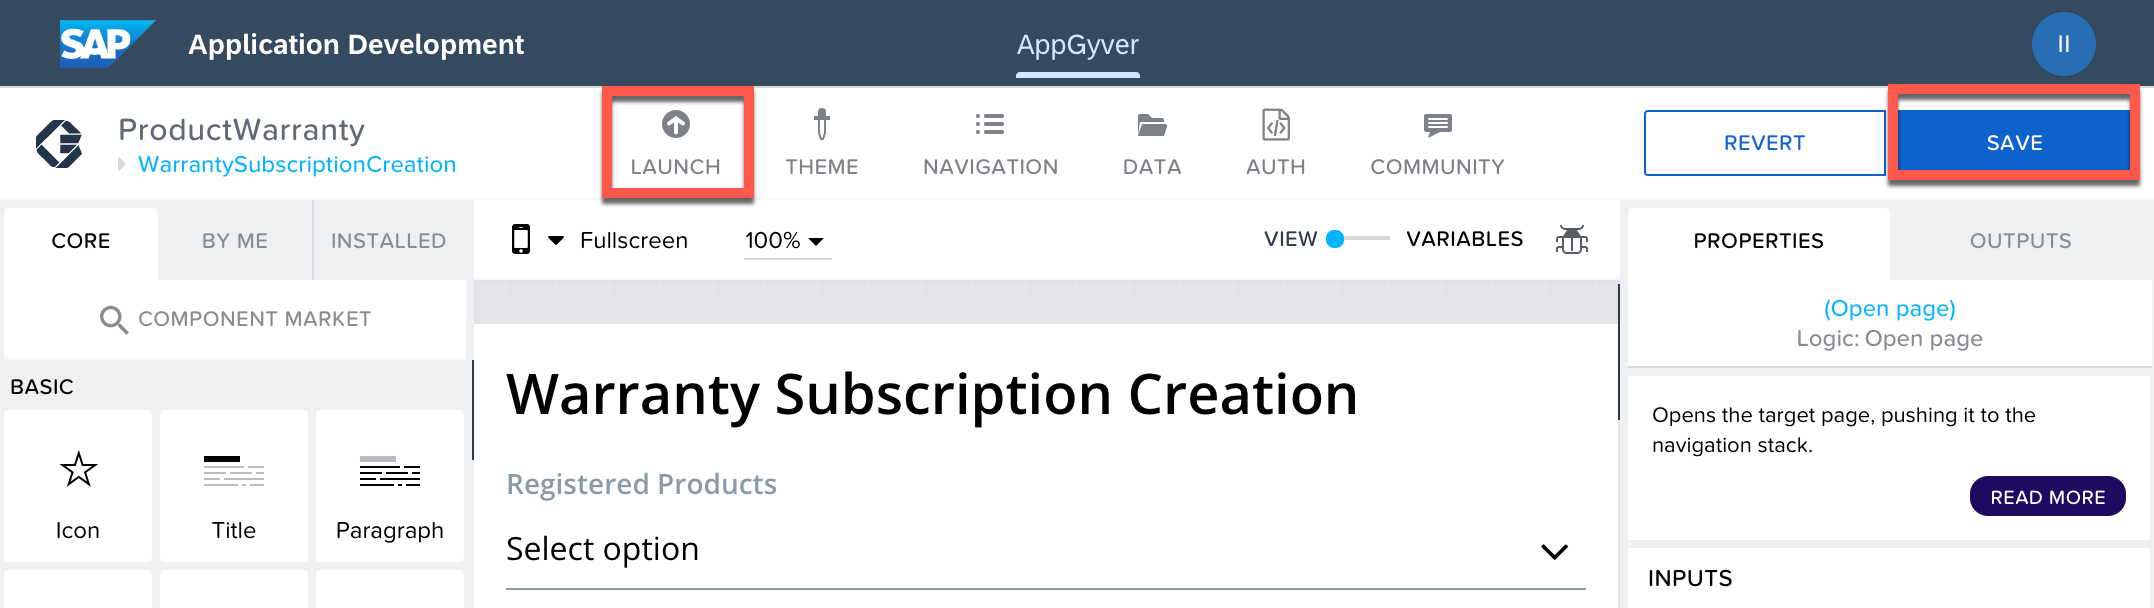 SAP Application Development AppGyver II
ProductWarranty
WarrantySubscriptionCreation
LAUNCH THEME NAVIGATION DATA AUTH COMMUNITY REVERT SAVE
CORE BY ME INSTALLED
Fullscreen 100% VIEW VARIABLES
PROPERTIES OUTPUTS
COMPONENT MARKET
(Open page)
Logic: Open page
BASIC
Icon Title Paragraph
Warranty Subscription Creation
Registered Products
Select option
Opens the target page, pushing it to the
navigation stack.
READ MORE
INPUTS